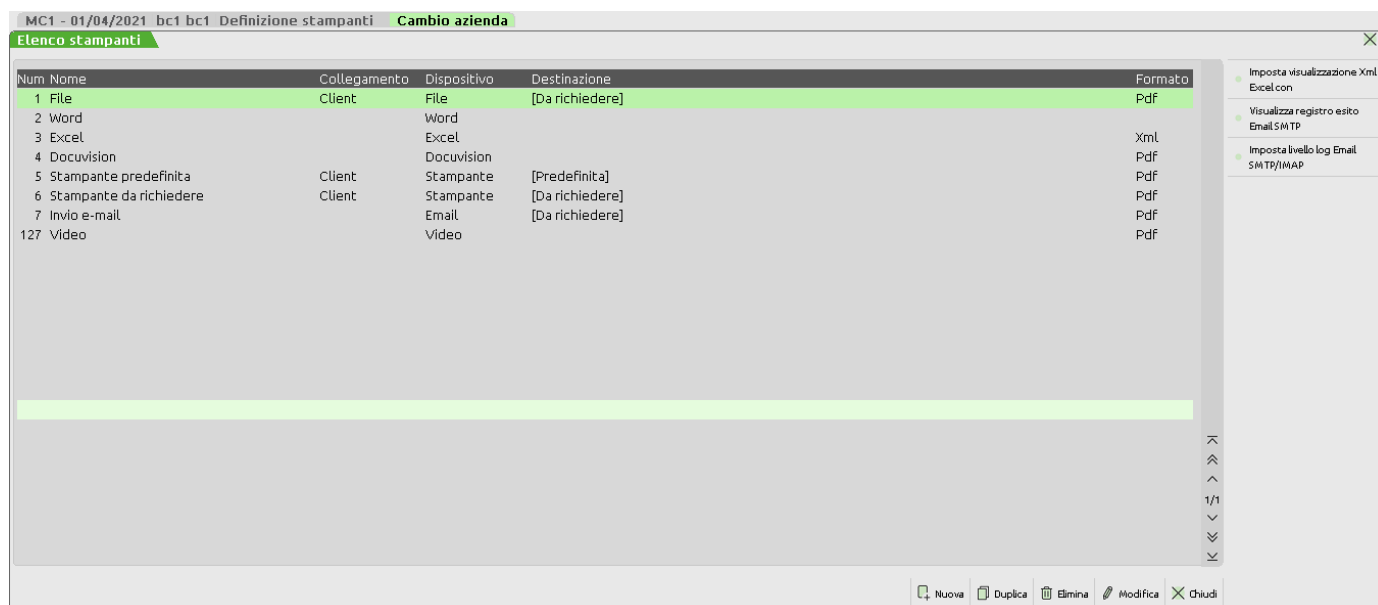 MC1 - 01/04/2021 bc1 bc1 Definizione stampanti Cambio azienda
Elenco stampanti
Num Nome Collegamento Dispositivo Destinazione Formato
1 File Client File [Da richiedere] Pdf
2 Word Word
3 Excel Excel Xml
4 Docuvision Docuvision Pdf
5 Stampante predefinita Client Stampante [Predefinita] Pdf
6 Stampante da richiedere Client Stampante [Da richiedere] Pdf
7 Invio e-mail Email [Da richiedere] Pdf
127 Video Video Pdf
Imposta visualizzazione Xml
Excel con
Visualizza registro esito
Email SMTP
Imposta livello log Email
SMTP/IMAP
1/1
Nuova Duplica Elimina Modifica Chiudi